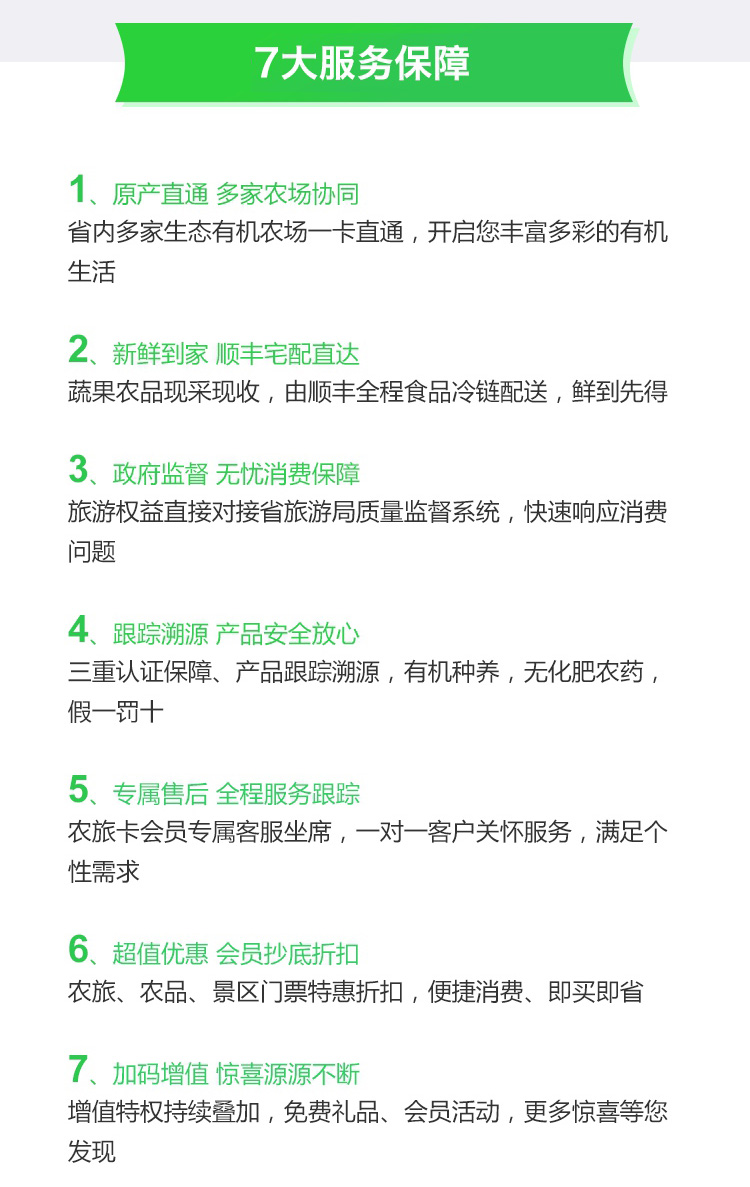 7大服务保障
1、原产直通 多家农场协同
省内多家生态有机农场一卡直通，开启您丰富多彩的有机
生活
2、新鲜到家 顺丰宅配直达
蔬果农品现采现收，由顺丰全程食品冷链配送，鲜到先得
3、政府监督 无忧消费保障
旅游权益直接对接省旅游局质量监督系统，快速响应消费
问题
4、跟踪溯源 产品安全放心
三重认证保障、产品跟踪溯源，有机种养，无化肥农药，
假一罚十
5、专属售后 全程服务跟踪
农旅卡会员专属客服坐席，一对一客户关怀服务，满足个
性需求
6、超值优惠 会员抄底折扣
农旅、农品、景区门票特惠折扣，便捷消费、即买即省
7、加码增值 惊喜源源不断
增值特权持续叠加，免费礼品、会员活动，更多惊喜等您
发现